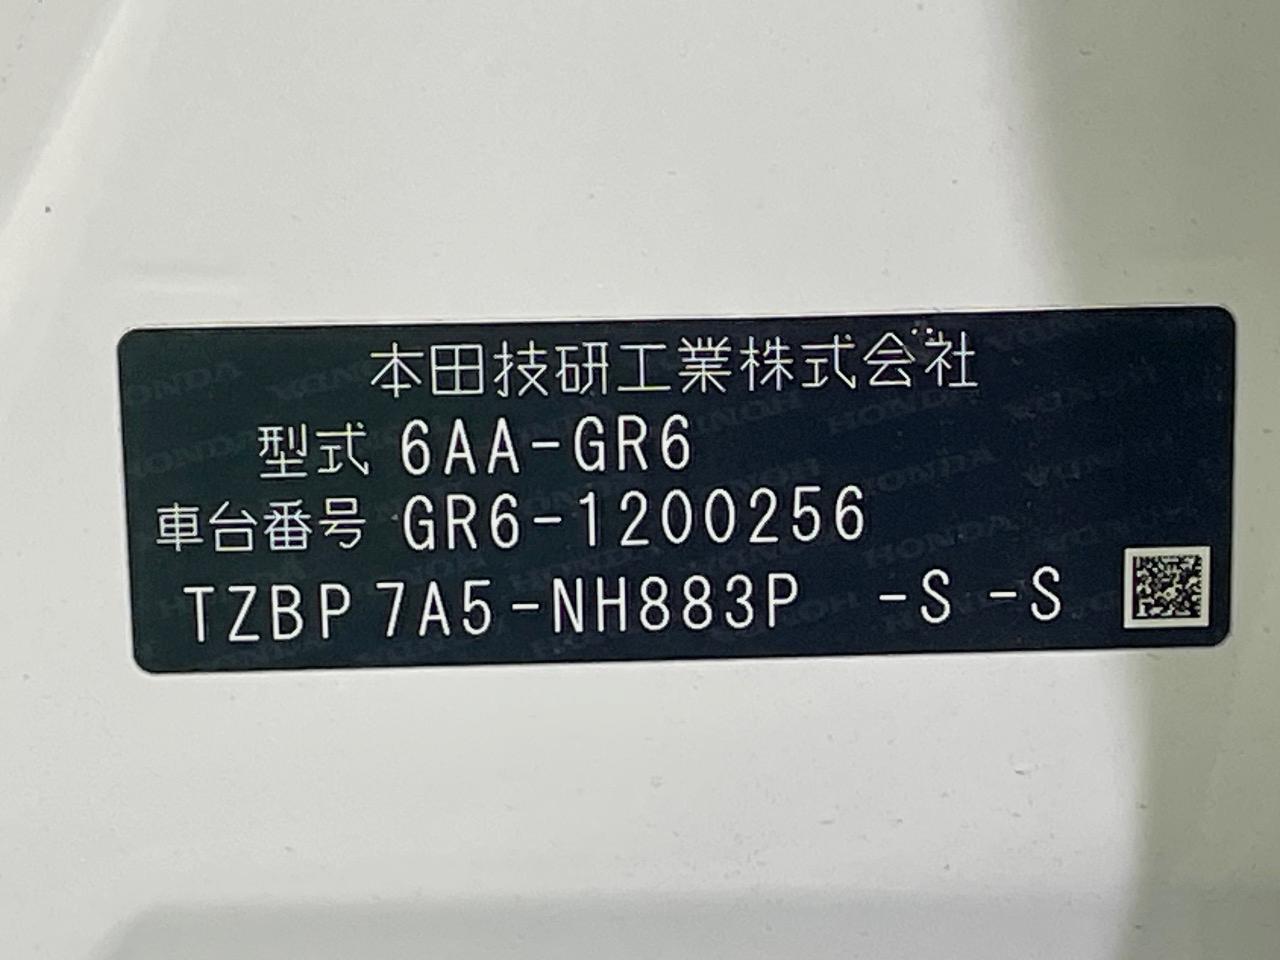 本田技研工業株式会社
型式 6AA-GR6
車台番号 GR6-1200256
TZBP 7A5-NH883P -S -S